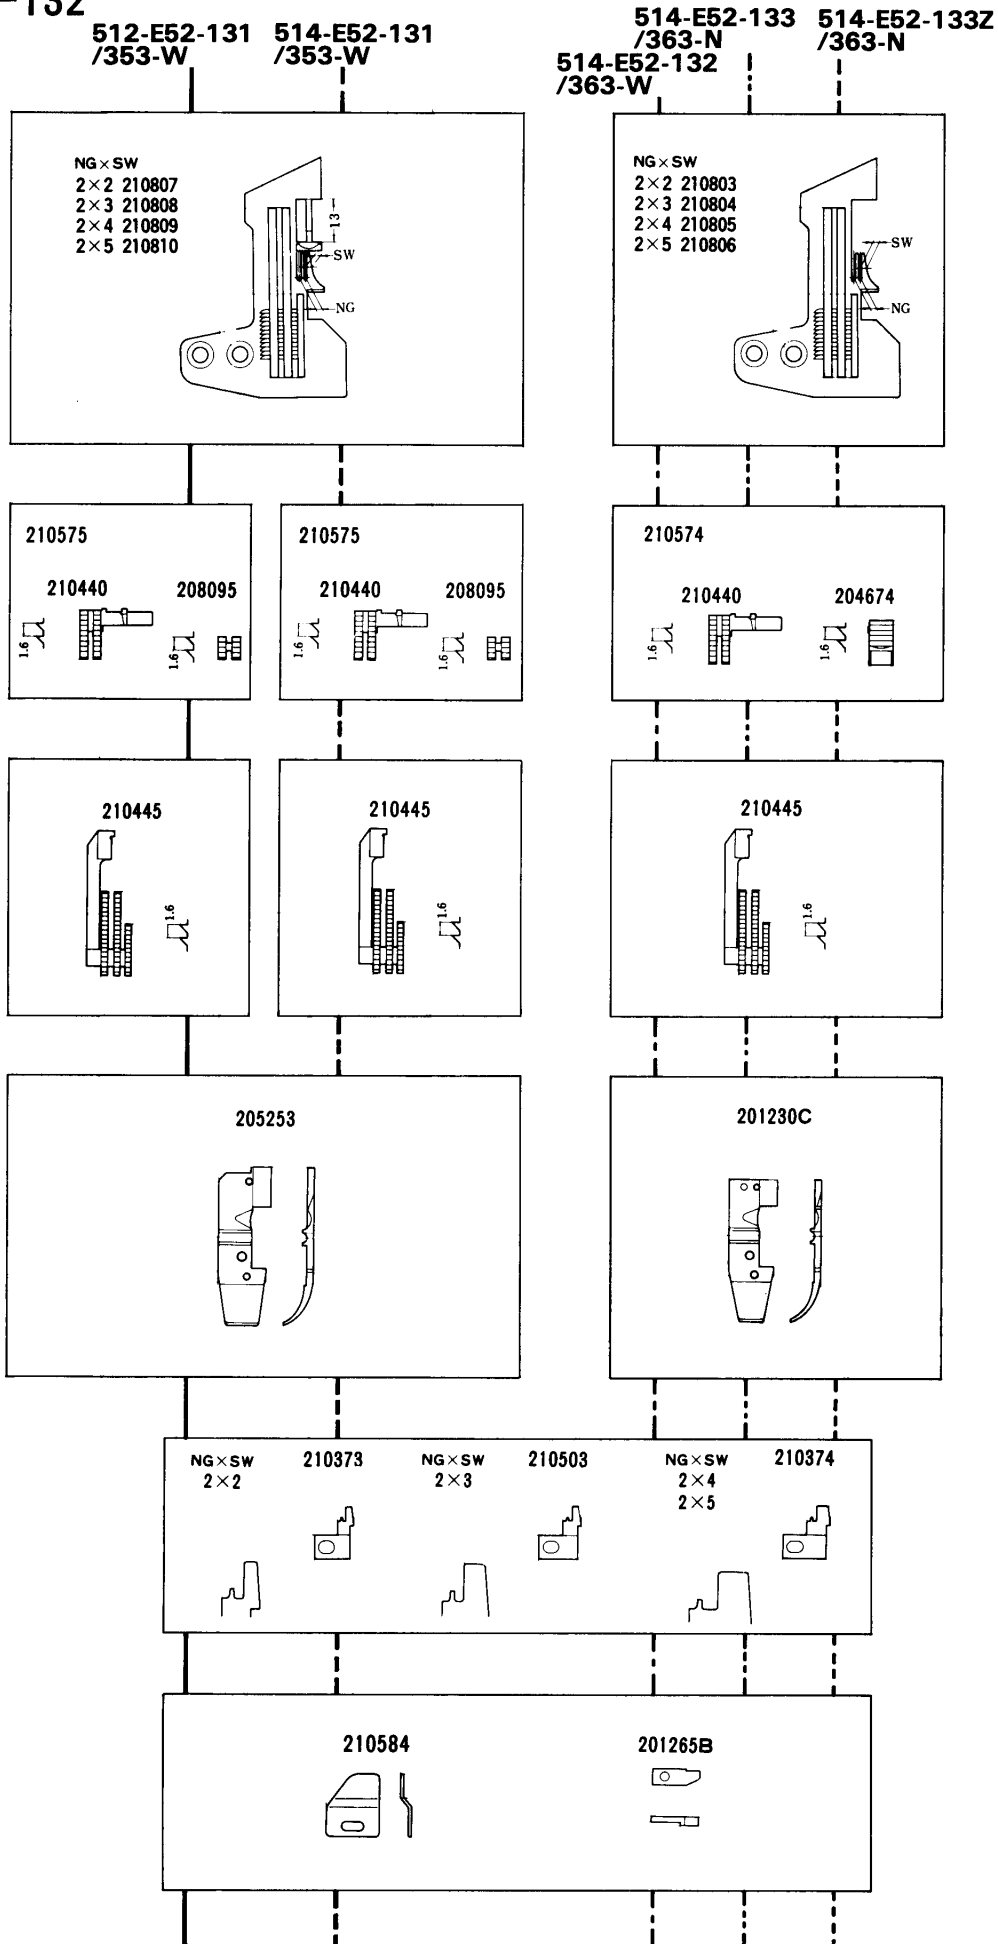 -132
512-E52-131
/353-W
514-E52-131
/353-W
514-E52-133
/363-N
514-E52-133Z
/363-N
514-E52-132
/363-W
NG×SW
2×2 210807
2×3 210808
2×4 210809
2×5 210810
13
SW
NG
NG×SW
2×2 210803
2×3 210804
2×4 210805
2×5 210806
SW
NG
210575
210440
208095
1.6
1.6
210575
210440
208095
1.6
1.6
210574
210440
204674
1.6
1.6
210445
1.6
210445
1.6
210445
1.6
205253
201230C
NG×SW
2×2
210373
NG×SW
2×3
210503
NG×SW
2×4
2×5
210374
210584
201265B